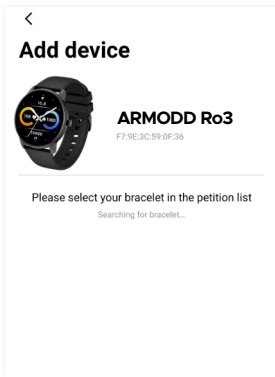 Add device
ARMODD Ro3
F7:9E:3C:59:0F:36
Please select your bracelet in the petition list
Searching for bracelet...